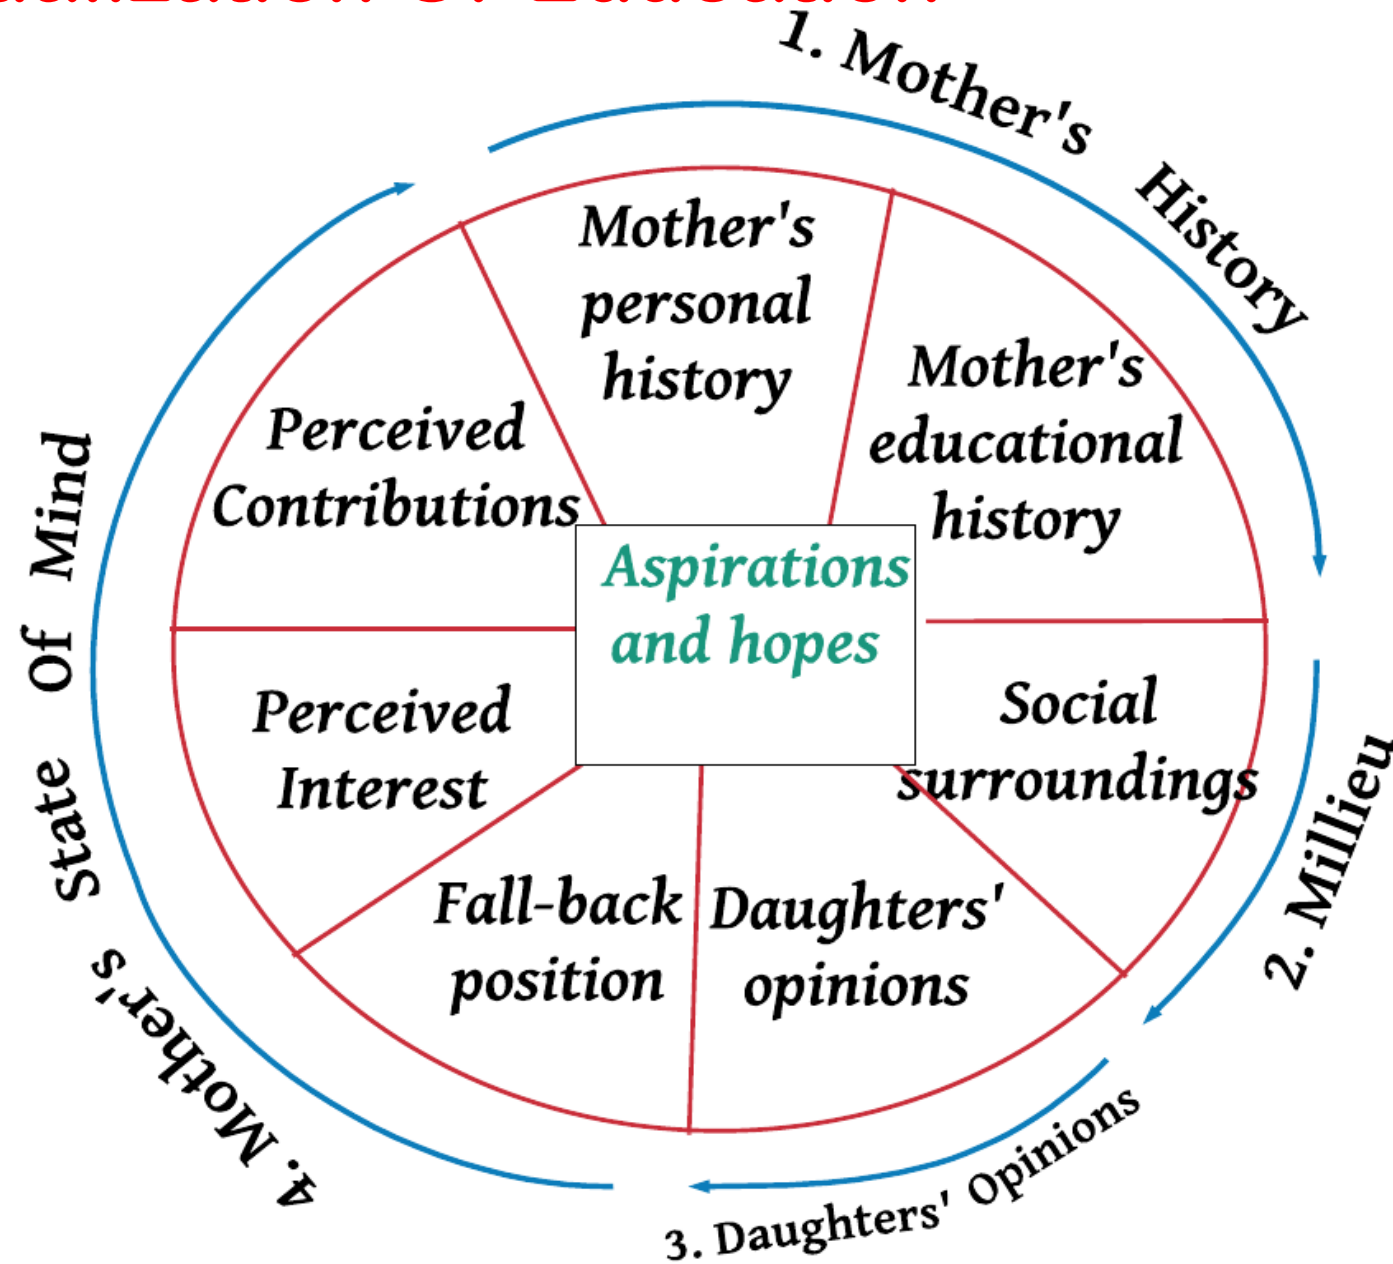 1. Mother's History
Mother's
personal
history
Mother's
educational
history
Perceived
Contributions
Aspirations
and hopes
Social
surroundings
Perceived
Interest
Fall-back
position
Daughters'
opinions
2. Millieu
3. Daughters' Opinions
4. Mother's State Of Mind